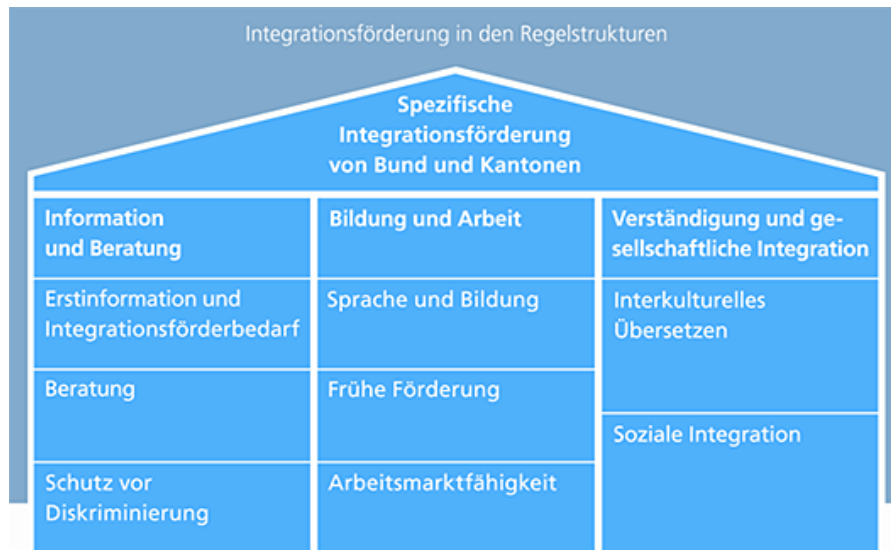 Integrationsförderung in den Regelstrukturen
Spezifische
Integrationsförderung
von Bund und Kantonen
Information
und Beratung
Erstinformation und
Integrationsförderbedarf
Beratung
Schutz vor
Diskriminierung
Bildung und Arbeit
Sprache und Bildung
Frühe Förderung
Arbeitsmarktfähigkeit
Verständigung und ge-
sellschaftliche Integration
Interkulturelles
Übersetzen
Soziale Integration